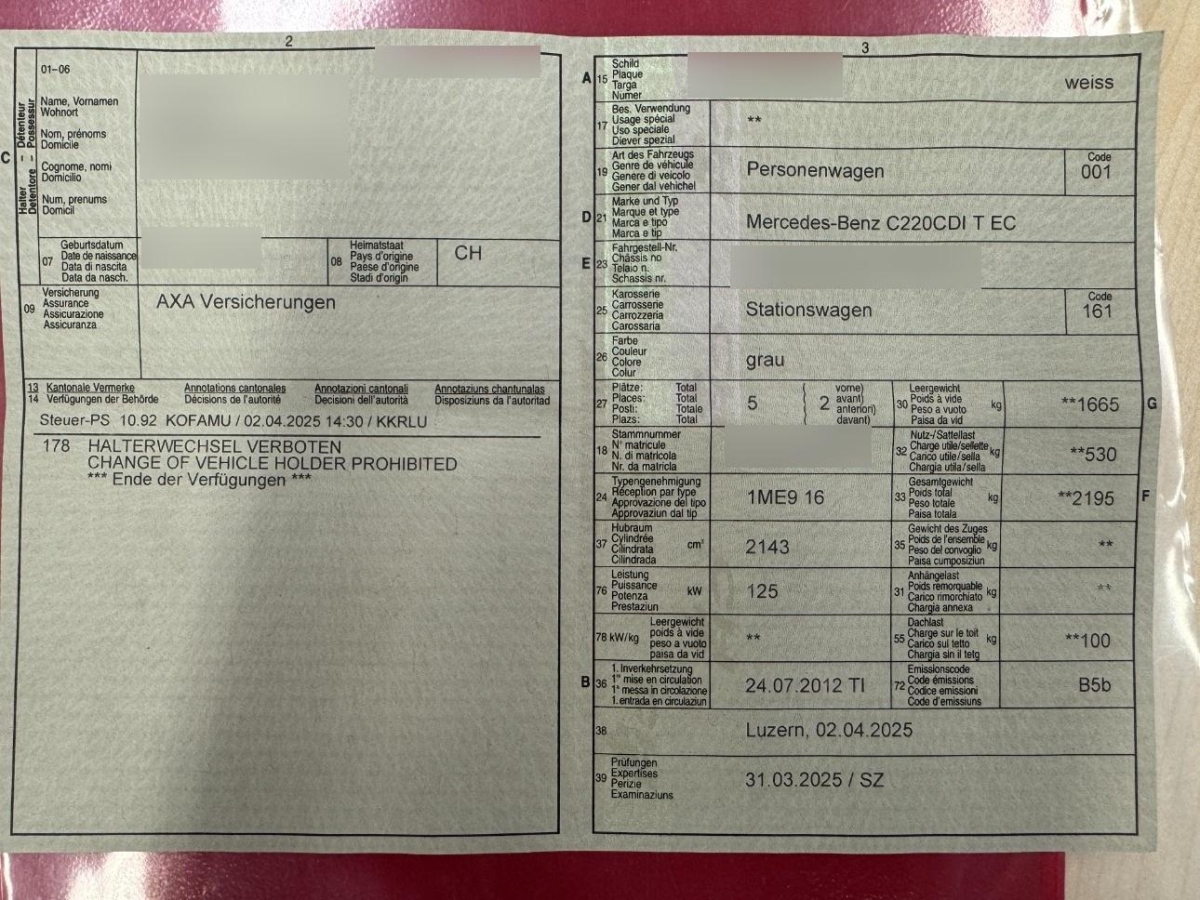 2
01-06
Halter - Détenteur
Detentore - Possessur
C
Name, Vornamen
Wohnort
Nom, prénoms
Domicile
Cognome, nomi
Domicilio
Num, prenums
Domicil
07
Geburtsdatum
Date de naissance
Data di nascita
Data da nasch.
08
Heimatstaat
Pays d'origine
Paese d'origine
Stadi d'origin
CH
09
Versicherung
Assurance
Assicurazione
Assicuranza
AXA Versicherungen
13 Kantonale Vermerke Annotations cantonales Annotazioni cantonali Annotaziuns chantunalas
14 Verfügungen der Behörde Décisions de l'autorité Decisioni dell'autorità Disposiziuns da l'autoritad
Steuer-PS 10.92 KOFAMU / 02.04.2025 14:30 / KKRLU
178 HALTERWECHSEL VERBOTEN
CHANGE OF VEHICLE HOLDER PROHIBITED
*** Ende der Verfügungen ***
3
A 15
Schild
Plaque
Targa
Numer
weiss
17
Bes. Verwendung
Usage spécial
Uso speciale
Diever spezial
**
19
Art des Fahrzeugs
Genre de véhicule
Genere di veicolo
Gener dal vehichel
Personenwagen
Code
001
D 21
Marke und Typ
Marque et type
Marca e tipo
Marca e tip
Mercedes-Benz C220CDI T EC
E 23
Fahrgestell-Nr.
Châssis no
Telaio n.
Schassis nr.
25
Karosserie
Carrosserie
Carrozzeria
Carossaria
Stationswagen
Code
161
26
Farbe
Couleur
Colore
Colur
grau
27
Plätze: Total
Places: Total
Posti: Totale
Plazs: Total
5
( 2 vorne)
avant)
anteriori)
davant)
30
Leergewicht
Poids à vide
Peso a vuoto
Paisa da vid
kg
**1665
G
18
Stammnummer
N° matricule
N. di matricola
Nr. da matricla
32
Nutz-/Sattellast
Charge utile/sellette
Carico utile/sella
Chargia utila/sella
kg
**530
24
Typengenehmigung
Réception par type
Approvazione del tipo
Approvaziun dal tip
1ME9 16
33
Gesamtgewicht
Poids total
Peso totale
Paisa totala
kg
**2195
F
37
Hubraum
Cylindrée
Cilindrata
Cilindrada
cm³
2143
35
Gewicht des Zuges
Poids de l'ensemble
Peso del convoglio
Paisa cumposiziun
kg
**
76
Leistung
Puissance
Potenza
Prestaziun
kW
125
31
Anhängelast
Poids remorquable
Carico rimorchiato
Chargia annexa
kg
**
78 kW/kg
Leergewicht
poids à vide
peso a vuoto
paisa da vid
**
55
Dachlast
Charge sur le toit
Carico sul tetto
Chargia sin il tetg
kg
**100
B 36
1. Inverkehrsetzung
1re mise en circulation
1a messa in circolazione
1. entrada en circulaziun
24.07.2012 TI
72
Emissionscode
Code émissions
Codice emissioni
Code d'emissiuns
B5b
38
Luzern, 02.04.2025
39
Prüfungen
Expertises
Perizie
Examinaziuns
31.03.2025 / SZ